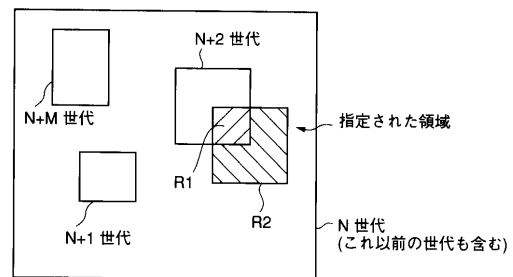 N+2 世代
N+M 世代
指定された領域
R1
N+1 世代
R2
N 世代
(これ以前の世代も含む)